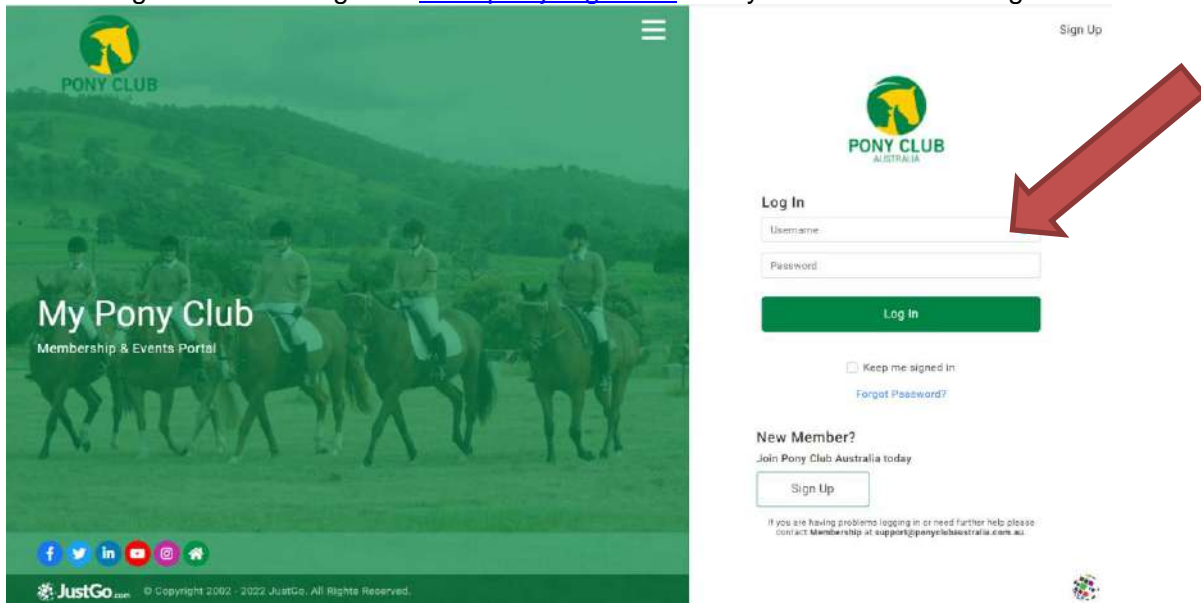 Sign Up
PONY CLUB
AUSTRALIA
PONY CLUB
AUSTRALIA
Log In
Username
Password
Log In
Keep me signed in
Forgot Password?
My Pony Club
Membership & Events Portal
New Member?
Join Pony Club Australia today
Sign Up
If you are having problems logging in or need further help please
contact Membership at support@ponyclubaustralia.com.au
JustGo.com © Copyright 2002 - 2022 JustGo. All Rights Reserved.